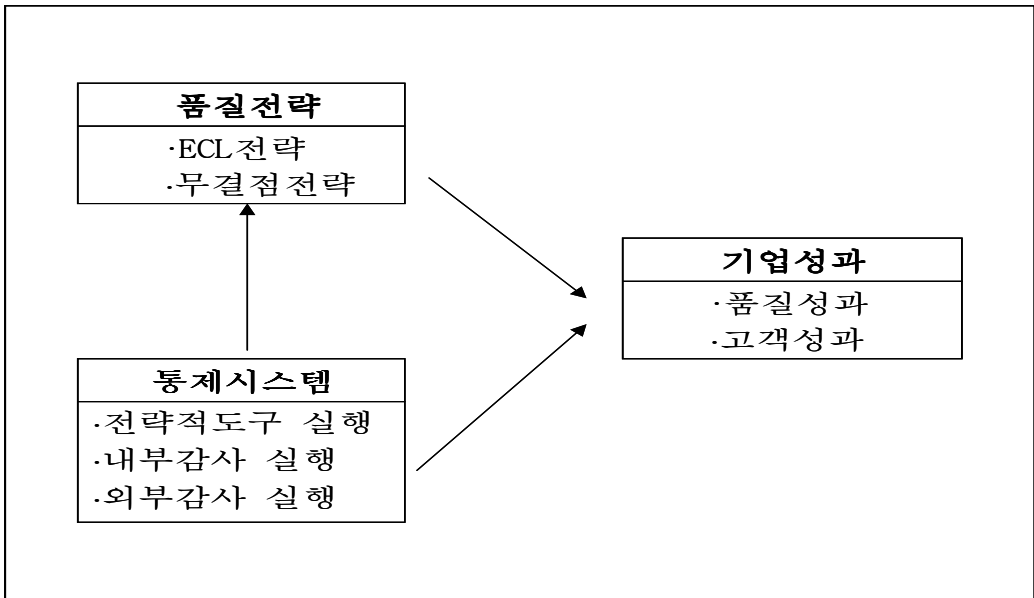 품질전략
·ECL전략
·무결점전략
기업성과
·품질성과
·고객성과
통제시스템
·전략적도구 실행
·내부감사 실행
·외부감사 실행